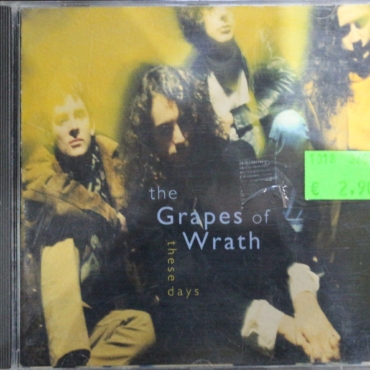 the
Grapes of
Wrath
these days
€ 2.90